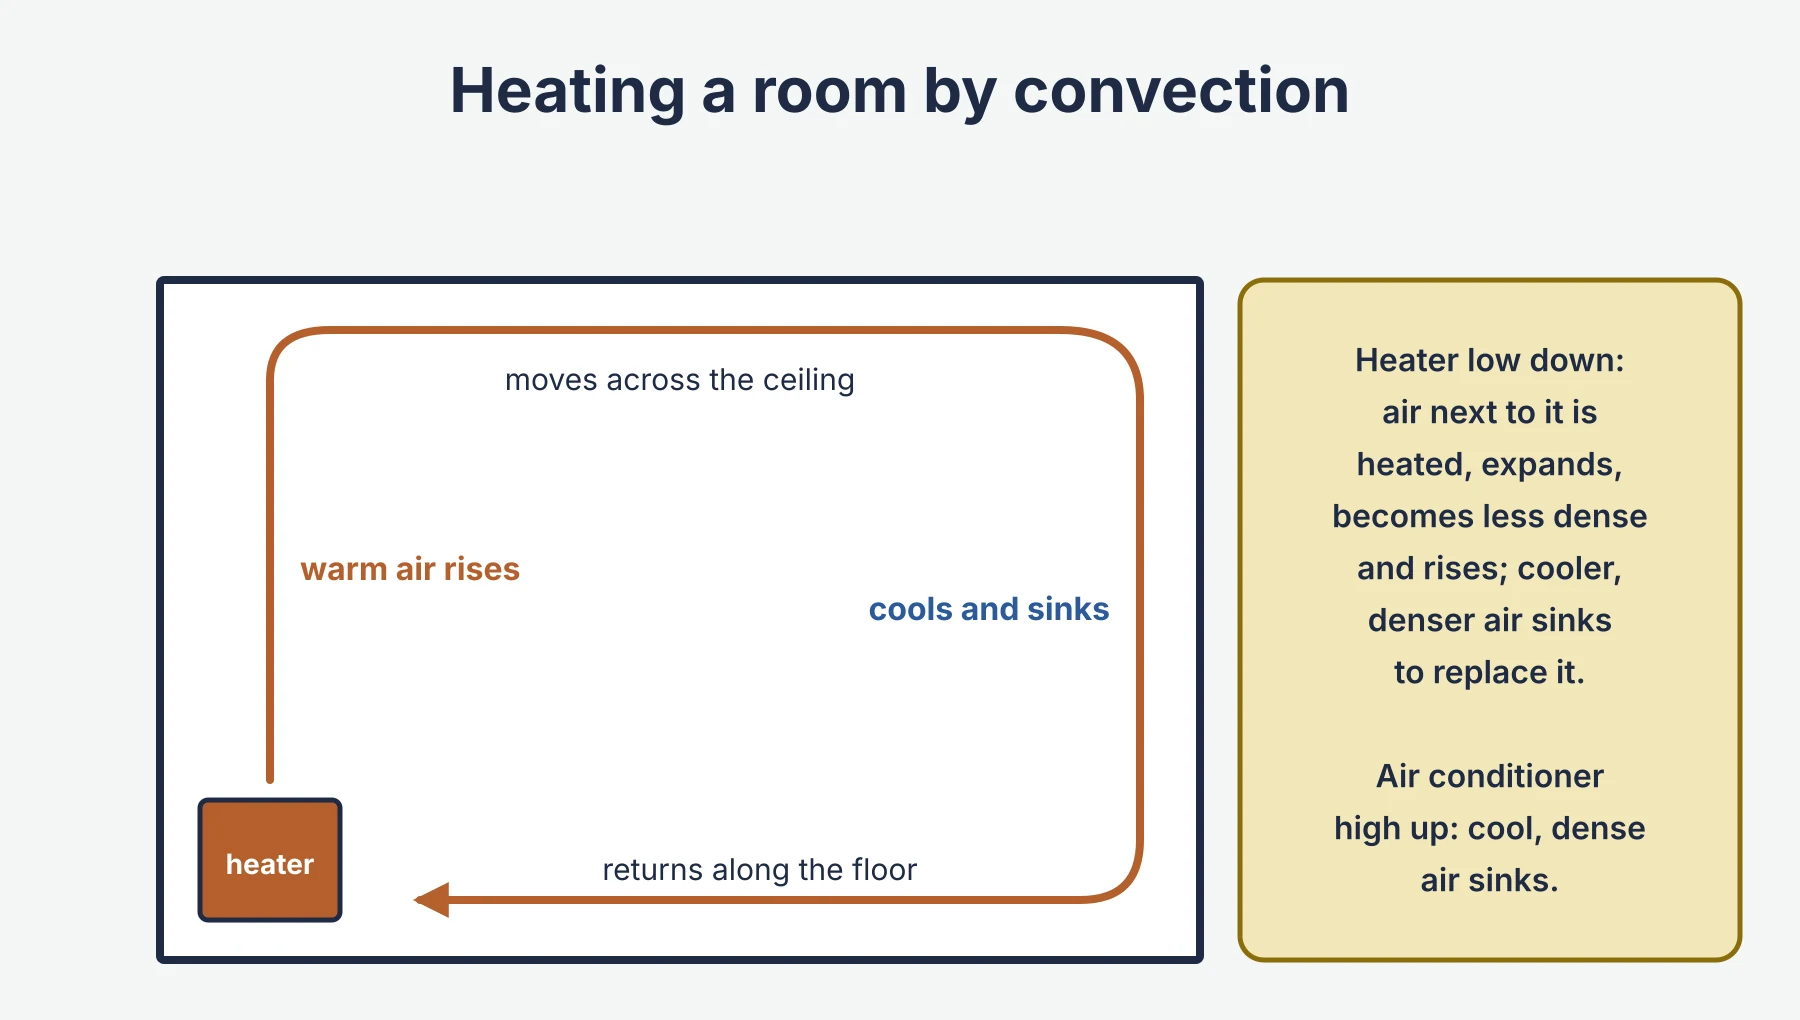 Heating a room by convection
moves across the ceiling
warm air rises
cools and sinks
heater
returns along the floor
Heater low down:
air next to it is
heated, expands,
becomes less dense
and rises; cooler,
denser air sinks
to replace it.
Air conditioner
high up: cool, dense
air sinks.